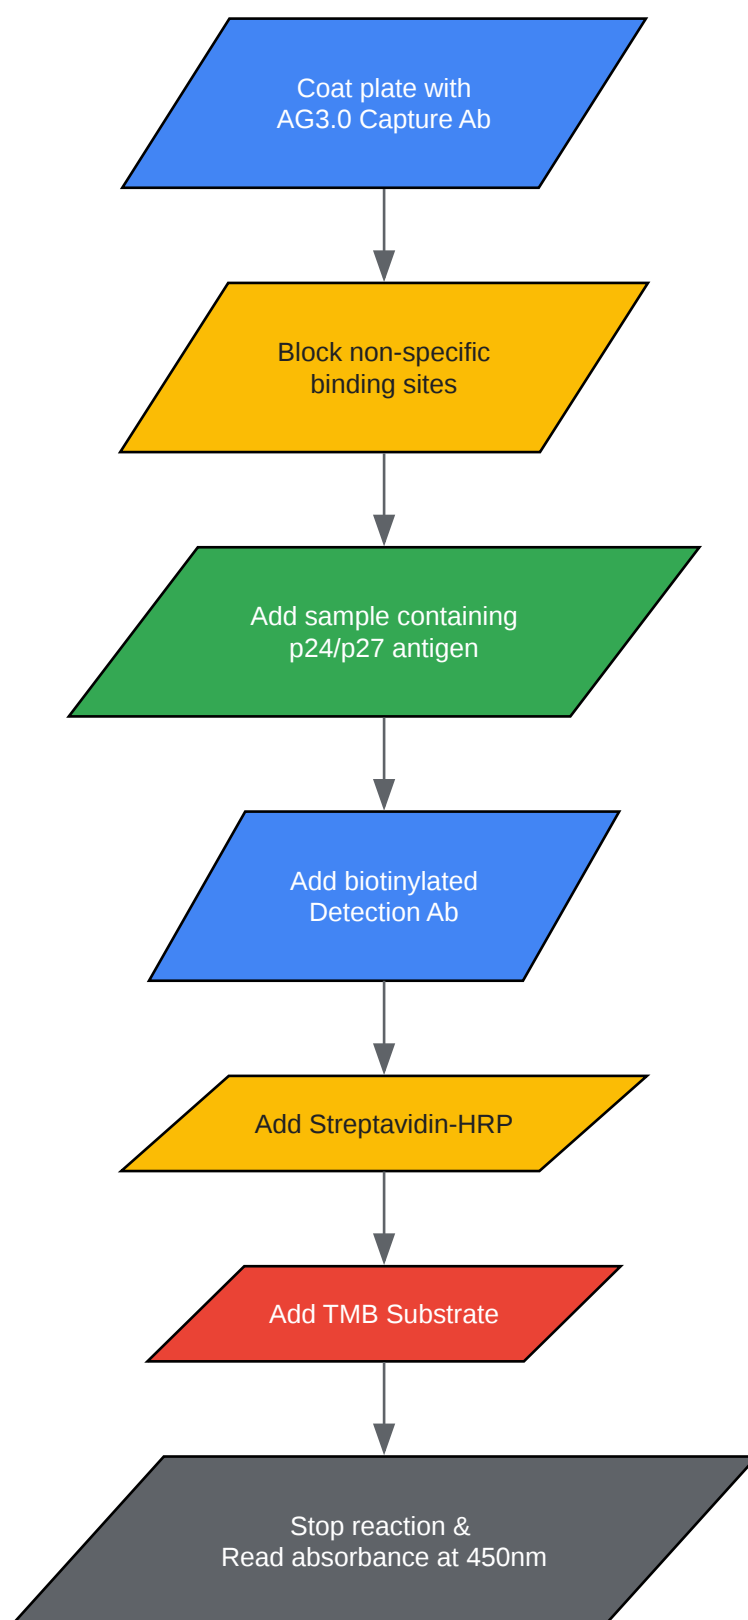 Coat plate with
AG3.0 Capture Ab
Block non-specific
binding sites
Add sample containing
p24/p27 antigen
Add biotinylated
Detection Ab
Add Streptavidin-HRP
Add TMB Substrate
Stop reaction &
Read absorbance at 450nm